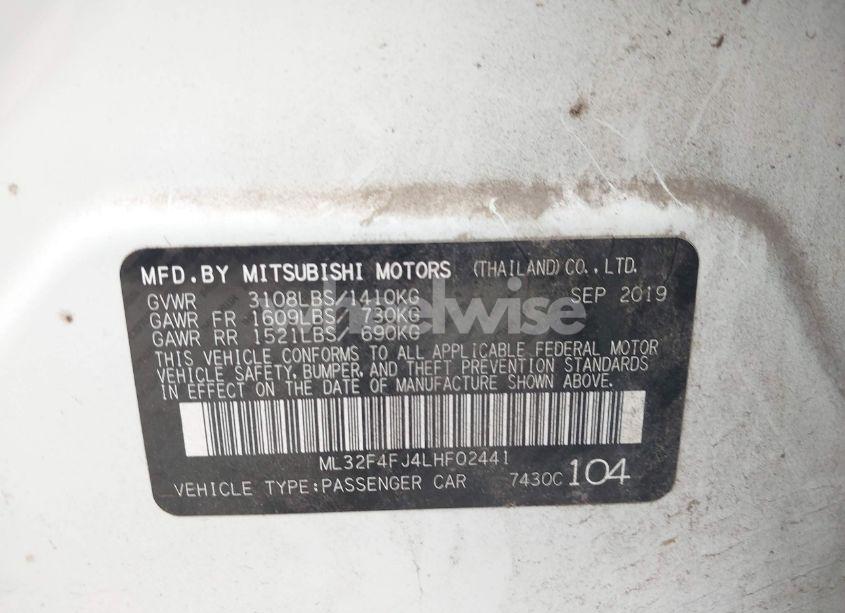 MFD.BY MITSUBISHI MOTORS (THAILAND)CO.,LTD.
GVWR 3108LBS/1410KG SEP 2019
GAWR FR 1609LBS/ 730KG
GAWR RR 1521LBS/ 690KG
THIS VEHICLE CONFORMS TO ALL APPLICABLE FEDERAL MOTOR
VEHICLE SAFETY, BUMPER, AND THEFT PREVENTION STANDARDS
IN EFFECT ON THE DATE OF MANUFACTURE SHOWN ABOVE.
ML32F4FJ4LHF02441
VEHICLE TYPE:PASSENGER CAR 7430C 104